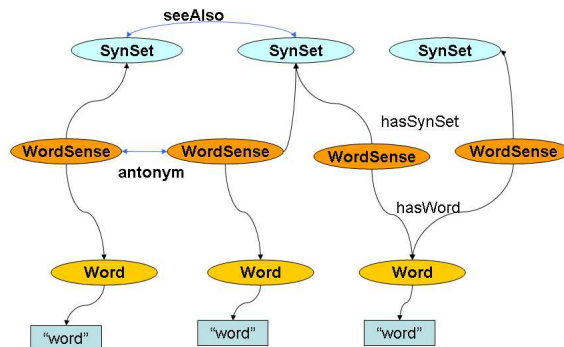 seeAlso
SynSet SynSet SynSet
hasSynSet
WordSense WordSense WordSense WordSense
antonym
hasWord
Word Word Word
“word” “word” “word”